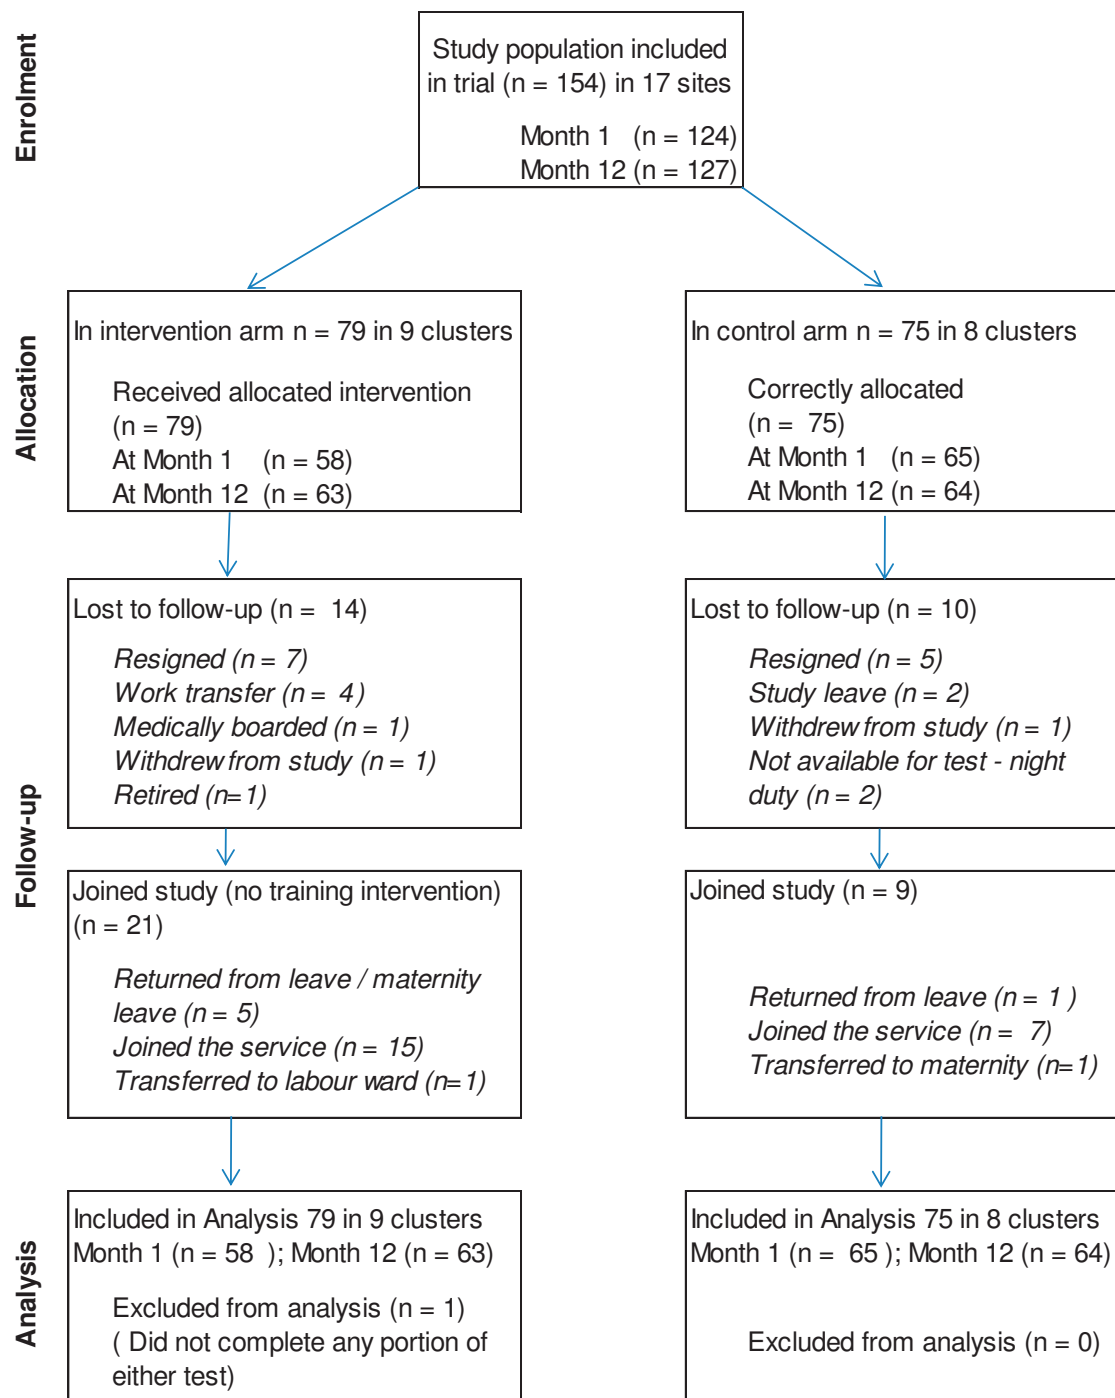 Enrolment
Study population included
in trial (n = 154) in 17 sites
Month 1 (n = 124)
Month 12 (n = 127)
Allocation
In intervention arm n = 79 in 9 clusters
Received allocated intervention
(n = 79)
At Month 1 (n = 58)
At Month 12 (n = 63)
In control arm n = 75 in 8 clusters
Correctly allocated
(n = 75)
At Month 1 (n = 65)
At Month 12 (n = 64)
Follow-up
Lost to follow-up (n = 14)
Resigned (n = 7)
Work transfer (n = 4)
Medically boarded (n = 1)
Withdrew from study (n = 1)
Retired (n=1)
Lost to follow-up (n = 10)
Resigned (n = 5)
Study leave (n = 2)
Withdrew from study (n = 1)
Not available for test - night
duty (n = 2)
Joined study (no training intervention)
(n = 21)
Returned from leave / maternity
leave (n = 5)
Joined the service (n = 15)
Transferred to labour ward (n=1)
Joined study (n = 9)
Returned from leave (n = 1 )
Joined the service (n = 7)
Transferred to maternity (n=1)
Analysis
Included in Analysis 79 in 9 clusters
Month 1 (n = 58 ); Month 12 (n = 63)
Excluded from analysis (n = 1)
( Did not complete any portion of
either test)
Included in Analysis 75 in 8 clusters
Month 1 (n = 65 ); Month 12 (n = 64)
Excluded from analysis (n = 0)